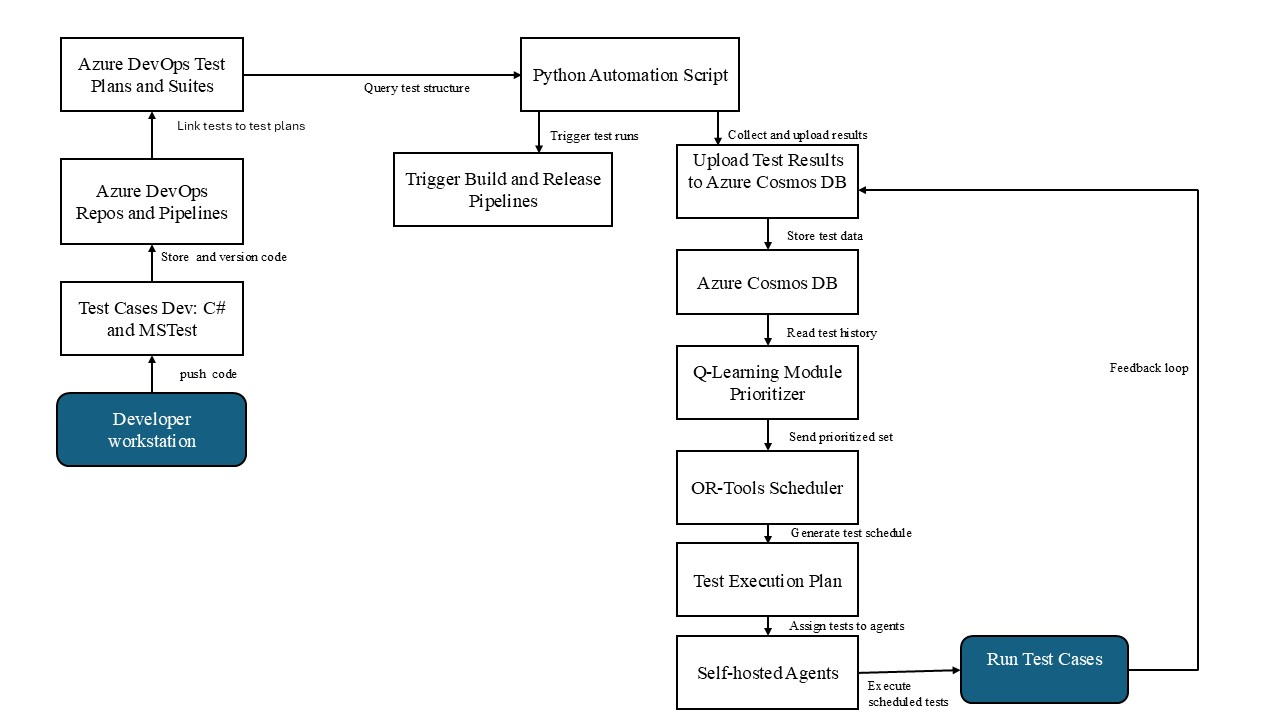 Azure DevOps Test
Plans and Suites
Query test structure
Python Automation Script
Link tests to test plans
Trigger test runs
Collect and upload results
Azure DevOps
Repos and Pipelines
Trigger Build and Release
Pipelines
Upload Test Results
to Azure Cosmos DB
Store and version code
Store test data
Test Cases Dev: C#
and MSTest
Azure Cosmos DB
push code
Read test history
Developer
workstation
Q-Learning Module
Prioritizer
Feedback loop
Send prioritized set
OR-Tools Scheduler
Generate test schedule
Test Execution Plan
Assign tests to agents
Self-hosted Agents
Execute
scheduled tests
Run Test Cases